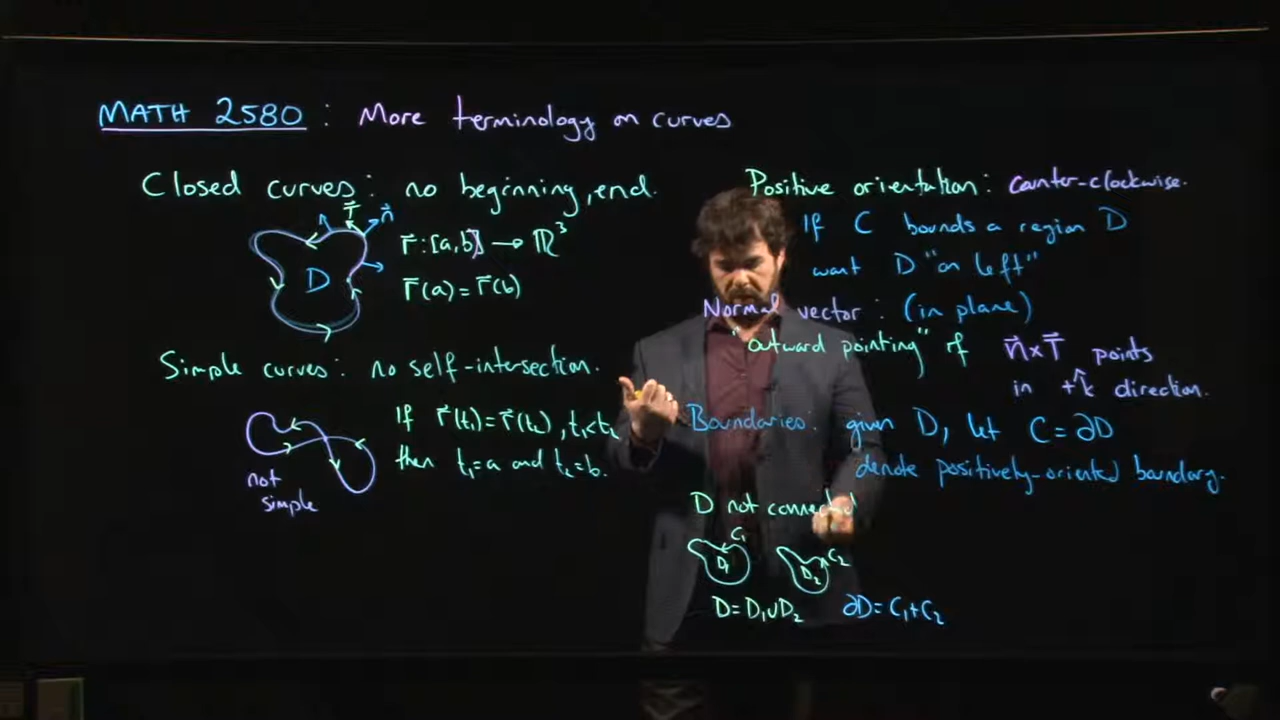 MATH 2580 : More terminology on curves
Closed curves : no beginning, end.
T⃗ n⃗
D
r⃗ : [a,b] → ℝ³
r⃗(a) = r⃗(b)
Simple curves : no self-intersection.
not
simple
If r⃗(t₁) = r⃗(t₂), t₁<t₂
then t₁=a and t₂=b.
Positive orientation : counter-clockwise.
If C bounds a region D
want D "on left"
Normal vector : (in plane)
"outward pointing" if n⃗×T⃗ points
in +k̂ direction.
Boundaries : given D, let C = ∂D
denote positively-oriented boundary.
D not connected
C₁
D₁
C₂
D₂
D = D₁∪D₂ ∂D = C₁+C₂